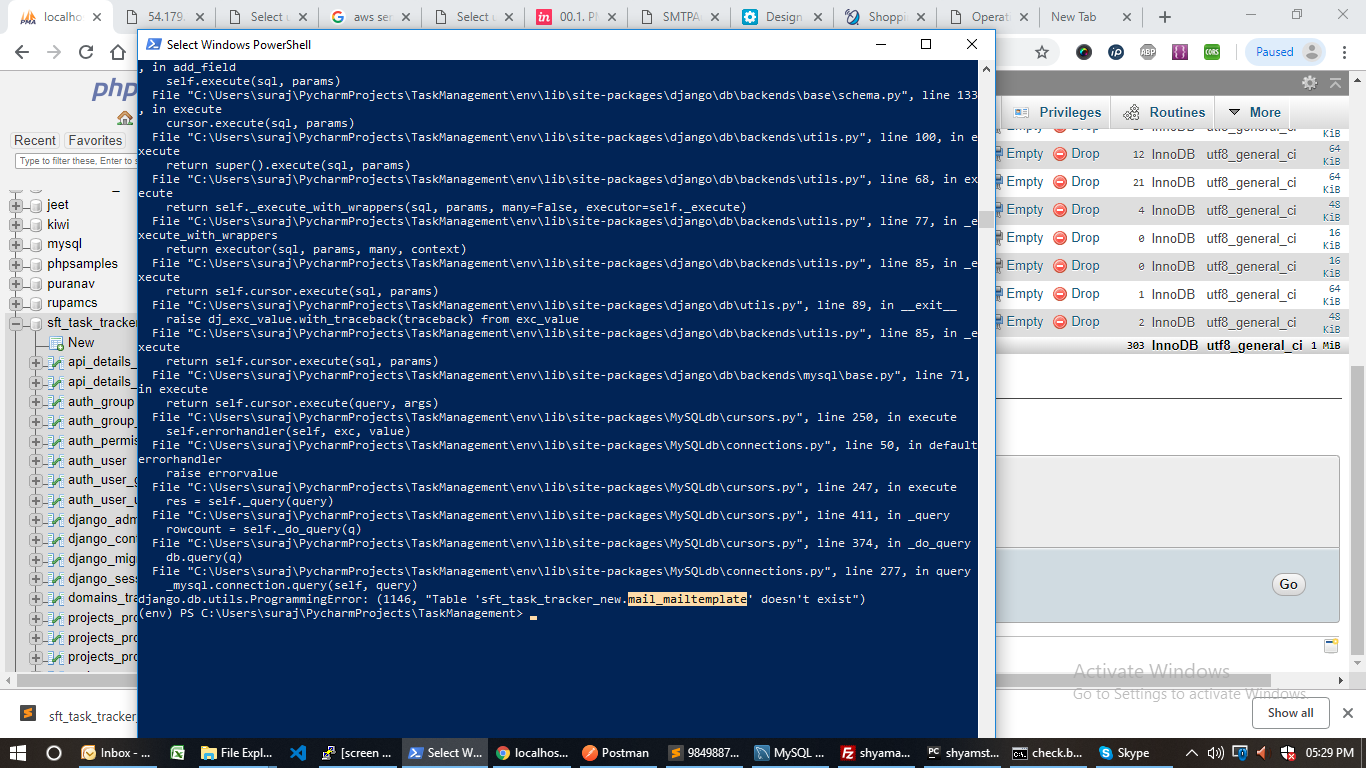 localho
54.179.
Select u
aws ser
Select u
00.1. P
SMTPA
Design
Shoppi
Operat
New Tab
Paused
ABP
CORS
Select Windows PowerShell
, in add_field
self.execute(sql, params)
File "C:\Users\suraj\PycharmProjects\TaskManagement\env\lib\site-packages\django\db\backends\base\schema.py", line 133
, in execute
cursor.execute(sql, params)
File "C:\Users\suraj\PycharmProjects\TaskManagement\env\lib\site-packages\django\db\backends\utils.py", line 100, in e
xecute
return super().execute(sql, params)
File "C:\Users\suraj\PycharmProjects\TaskManagement\env\lib\site-packages\django\db\backends\utils.py", line 68, in ex
ecute
return self._execute_with_wrappers(sql, params, many=False, executor=self._execute)
File "C:\Users\suraj\PycharmProjects\TaskManagement\env\lib\site-packages\django\db\backends\utils.py", line 77, in _e
xecute_with_wrappers
return executor(sql, params, many, context)
File "C:\Users\suraj\PycharmProjects\TaskManagement\env\lib\site-packages\django\db\backends\utils.py", line 85, in _e
xecute
return self.cursor.execute(sql, params)
File "C:\Users\suraj\PycharmProjects\TaskManagement\env\lib\site-packages\django\db\utils.py", line 89, in __exit__
raise dj_exc_value.with_traceback(traceback) from exc_value
File "C:\Users\suraj\PycharmProjects\TaskManagement\env\lib\site-packages\django\db\backends\utils.py", line 85, in _e
xecute
return self.cursor.execute(sql, params)
File "C:\Users\suraj\PycharmProjects\TaskManagement\env\lib\site-packages\django\db\backends\mysql\base.py", line 71,
in execute
return self.cursor.execute(query, args)
File "C:\Users\suraj\PycharmProjects\TaskManagement\env\lib\site-packages\MySQLdb\cursors.py", line 250, in execute
self.errorhandler(self, exc, value)
File "C:\Users\suraj\PycharmProjects\TaskManagement\env\lib\site-packages\MySQLdb\connections.py", line 50, in default
errorhandler
raise errorvalue
File "C:\Users\suraj\PycharmProjects\TaskManagement\env\lib\site-packages\MySQLdb\cursors.py", line 247, in execute
res = self._query(query)
File "C:\Users\suraj\PycharmProjects\TaskManagement\env\lib\site-packages\MySQLdb\cursors.py", line 411, in _query
rowcount = self._do_query(q)
File "C:\Users\suraj\PycharmProjects\TaskManagement\env\lib\site-packages\MySQLdb\cursors.py", line 374, in _do_query
db.query(q)
File "C:\Users\suraj\PycharmProjects\TaskManagement\env\lib\site-packages\MySQLdb\connections.py", line 277, in query
_mysql.connection.query(self, query)
django.db.utils.ProgrammingError: (1146, "Table 'sft_task_tracker_new.mail_mailtemplate' doesn't exist")
(env) PS C:\Users\suraj\PycharmProjects\TaskManagement>
php
Recent Favorites
Type to filter these, Enter to s
jeet
kiwi
mysql
phpsamples
puranav
rupamcs
sft_task_tracker
New
api_details_
api_details_
auth_group
auth_group_
auth_permis
auth_user
auth_user_g
auth_user_u
django_adm
django_con
django_mig
django_sess
domains_tra
projects_pro
projects_pro
projects_pro
Privileges Routines More
KiB
Empty Drop 12 InnoDB utf8_general_ci 64 KiB
Empty Drop 21 InnoDB utf8_general_ci 64 KiB
Empty Drop 4 InnoDB utf8_general_ci 48 KiB
Empty Drop 0 InnoDB utf8_general_ci 16 KiB
Empty Drop 0 InnoDB utf8_general_ci 16 KiB
Empty Drop 1 InnoDB utf8_general_ci 64 KiB
Empty Drop 2 InnoDB utf8_general_ci 48 KiB
303 InnoDB utf8_general_ci 1 MiB
Go
Activate Windows
Go to Settings to activate Windows.
sft_task_tracker_
Show all
Inbox - ...
File Expl...
[screen ...
Select W...
localhos...
Postman
9849887...
MySQL ...
shyama...
shyamst...
check.b...
Skype
05:29 PM